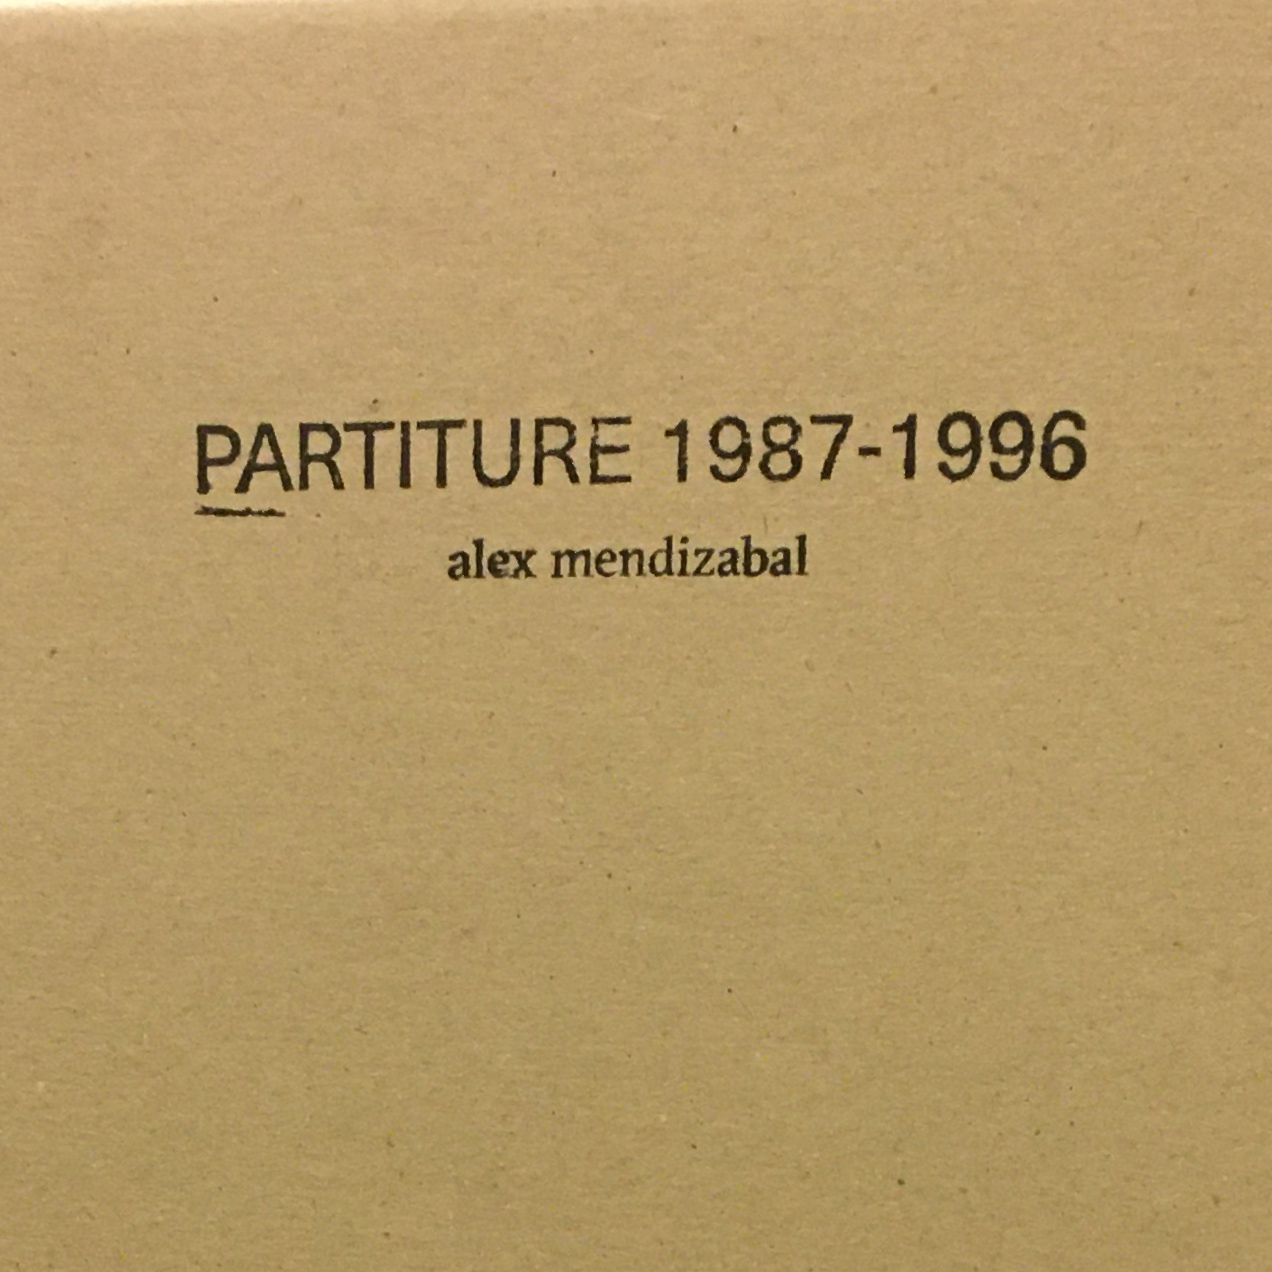 PARTITURE 1987-1996
alex mendizabal